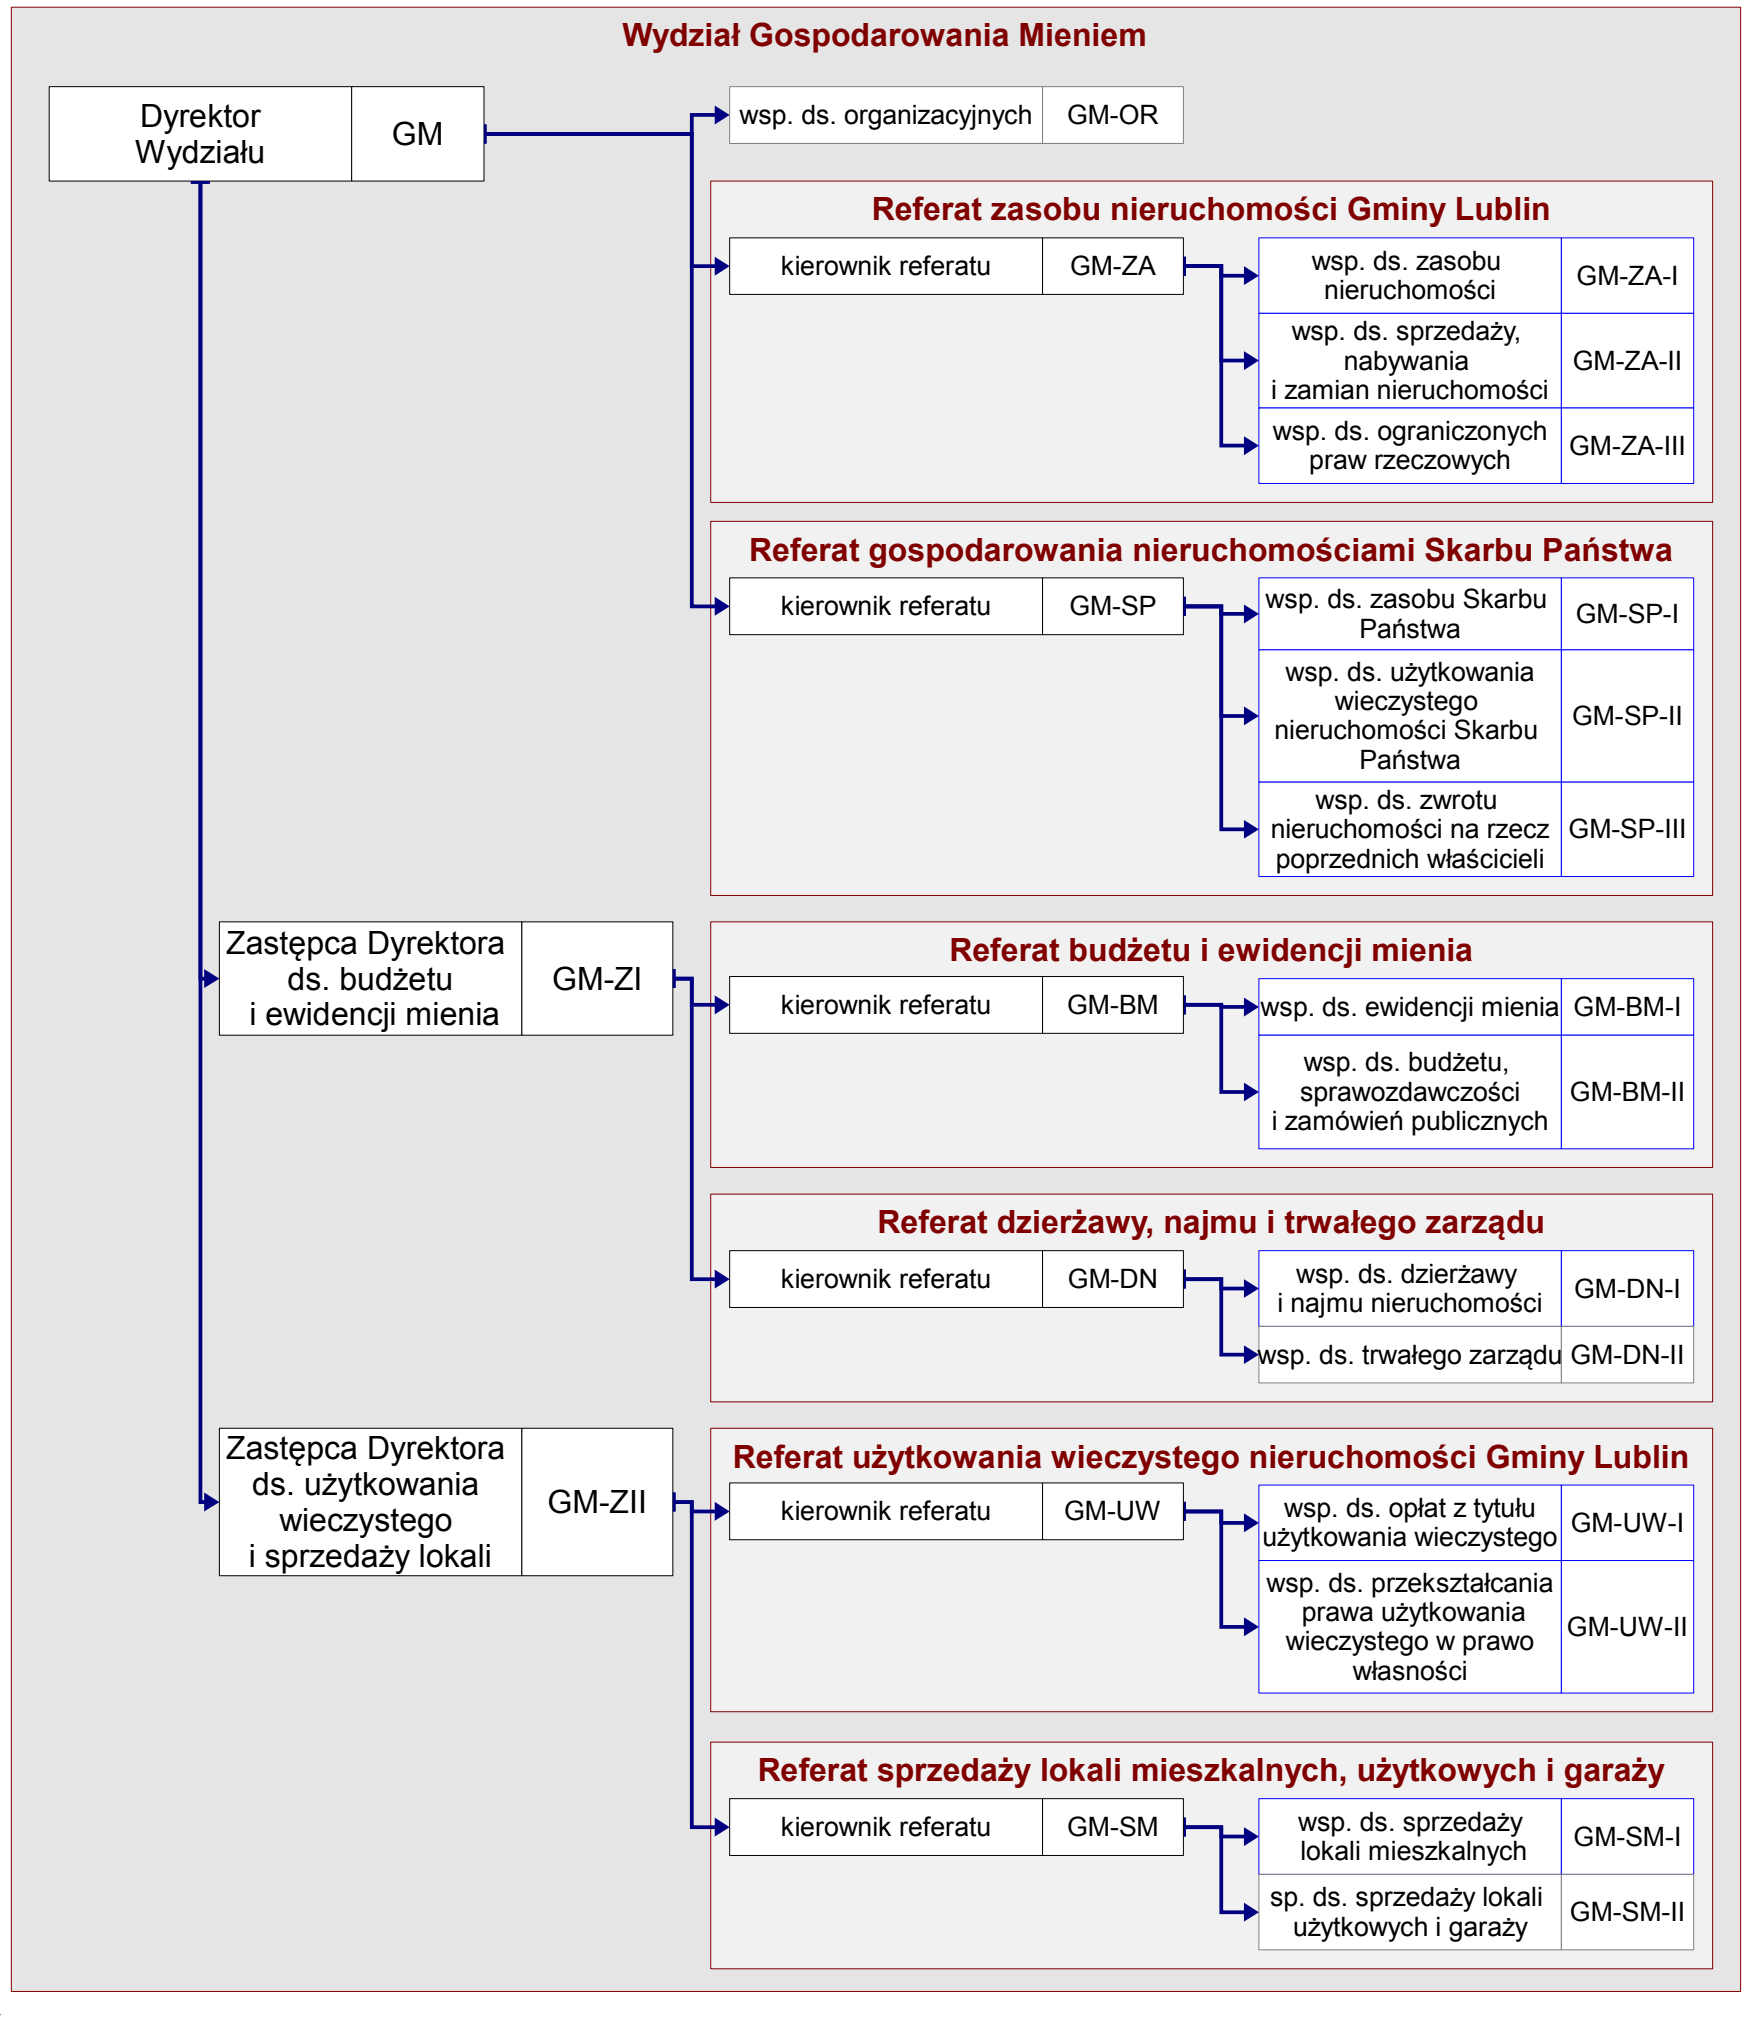 Wydział Gospodarowania Mieniem
Dyrektor
Wydziału
GM
wsp. ds. organizacyjnych
GM-OR
Referat zasobu nieruchomości Gminy Lublin
kierownik referatu
GM-ZA
wsp. ds. zasobu
nieruchomości
GM-ZA-I
wsp. ds. sprzedaży,
nabywania
i zamian nieruchomości
GM-ZA-II
wsp. ds. ograniczonych
praw rzeczowych
GM-ZA-III
Referat gospodarowania nieruchomościami Skarbu Państwa
kierownik referatu
GM-SP
wsp. ds. zasobu Skarbu
Państwa
GM-SP-I
wsp. ds. użytkowania
wieczystego
nieruchomości Skarbu
Państwa
GM-SP-II
wsp. ds. zwrotu
nieruchomości na rzecz
poprzednich właścicieli
GM-SP-III
Zastępca Dyrektora
ds. budżetu
i ewidencji mienia
GM-ZI
Referat budżetu i ewidencji mienia
kierownik referatu
GM-BM
wsp. ds. ewidencji mienia
GM-BM-I
wsp. ds. budżetu,
sprawozdawczości
i zamówień publicznych
GM-BM-II
Referat dzierżawy, najmu i trwałego zarządu
kierownik referatu
GM-DN
wsp. ds. dzierżawy
i najmu nieruchomości
GM-DN-I
wsp. ds. trwałego zarządu
GM-DN-II
Zastępca Dyrektora
ds. użytkowania
wieczystego
i sprzedaży lokali
GM-ZII
Referat użytkowania wieczystego nieruchomości Gminy Lublin
kierownik referatu
GM-UW
wsp. ds. opłat z tytułu
użytkowania wieczystego
GM-UW-I
wsp. ds. przekształcania
prawa użytkowania
wieczystego w prawo
własności
GM-UW-II
Referat sprzedaży lokali mieszkalnych, użytkowych i garaży
kierownik referatu
GM-SM
wsp. ds. sprzedaży
lokali mieszkalnych
GM-SM-I
sp. ds. sprzedaży lokali
użytkowych i garaży
GM-SM-II